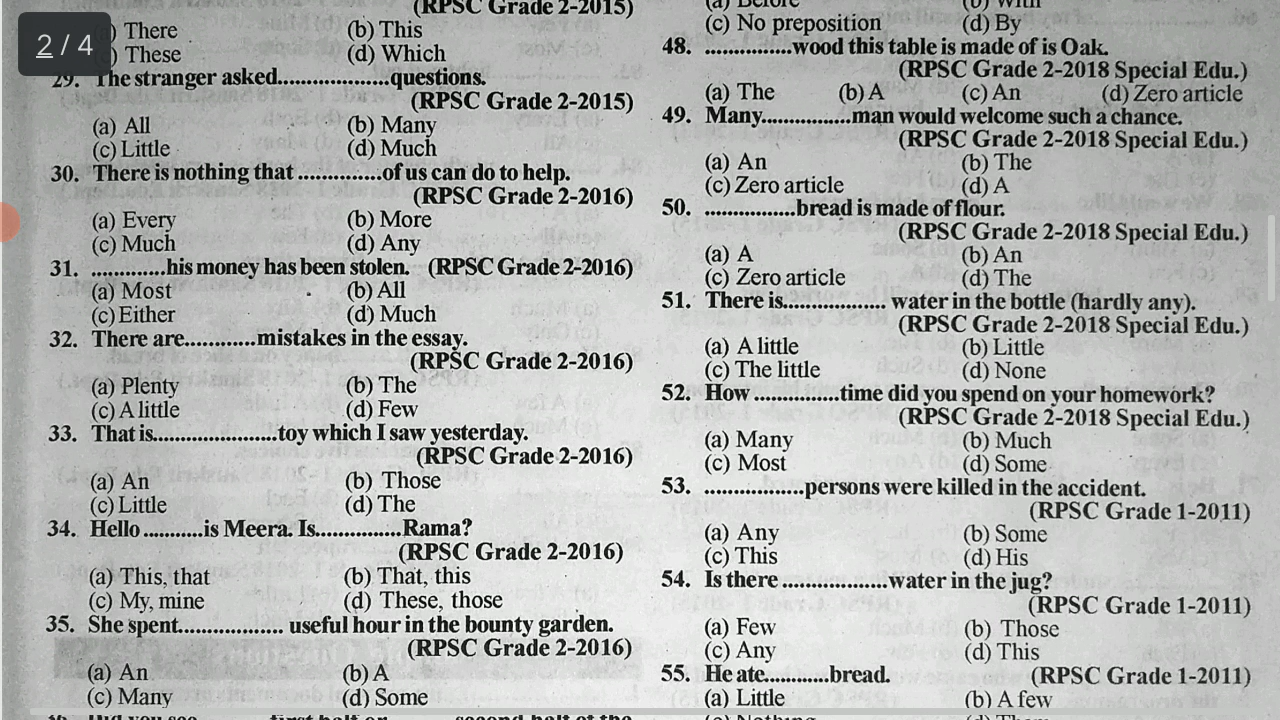 2 / 4
(RPSC Grade 2-2015)
) There (b) This
) These (d) Which
29. The stranger asked...................questions.
(RPSC Grade 2-2015)
(a) All (b) Many
(c) Little (d) Much
30. There is nothing that ..............of us can do to help.
(RPSC Grade 2-2016)
(a) Every (b) More
(c) Much (d) Any
31. .............his money has been stolen. (RPSC Grade 2-2016)
(a) Most (b) All
(c) Either (d) Much
32. There are............mistakes in the essay.
(RPSC Grade 2-2016)
(a) Plenty (b) The
(c) A little (d) Few
33. That is......................toy which I saw yesterday.
(RPSC Grade 2-2016)
(a) An (b) Those
(c) Little (d) The
34. Hello ...........is Meera. Is...............Rama?
(RPSC Grade 2-2016)
(a) This, that (b) That, this
(c) My, mine (d) These, those
35. She spent.................. useful hour in the bounty garden.
(RPSC Grade 2-2016)
(a) An (b) A
(c) Many (d) Some
(a) Before (b) With
(c) No preposition (d) By
48. ...............wood this table is made of is Oak.
(RPSC Grade 2-2018 Special Edu.)
(a) The (b) A (c) An (d) Zero article
49. Many................man would welcome such a chance.
(RPSC Grade 2-2018 Special Edu.)
(a) An (b) The
(c) Zero article (d) A
50. ................bread is made of flour.
(RPSC Grade 2-2018 Special Edu.)
(a) A (b) An
(c) Zero article (d) The
51. There is................... water in the bottle (hardly any).
(RPSC Grade 2-2018 Special Edu.)
(a) A little (b) Little
(c) The little (d) None
52. How ...............time did you spend on your homework?
(RPSC Grade 2-2018 Special Edu.)
(a) Many (b) Much
(c) Most (d) Some
53. .................persons were killed in the accident.
(RPSC Grade 1-2011)
(a) Any (b) Some
(c) This (d) His
54. Is there ...................water in the jug?
(RPSC Grade 1-2011)
(a) Few (b) Those
(c) Any (d) This
55. He ate............bread. (RPSC Grade 1-2011)
(a) Little (b) A few